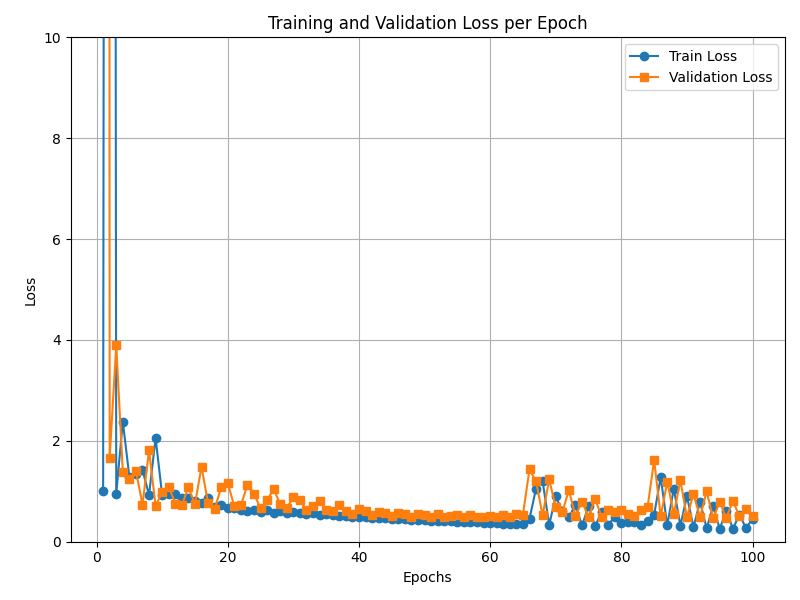 Training and Validation Loss per Epoch
Train Loss
Validation Loss
Loss
10
8
6
4
2
0
0 20 40 60 80 100
Epochs